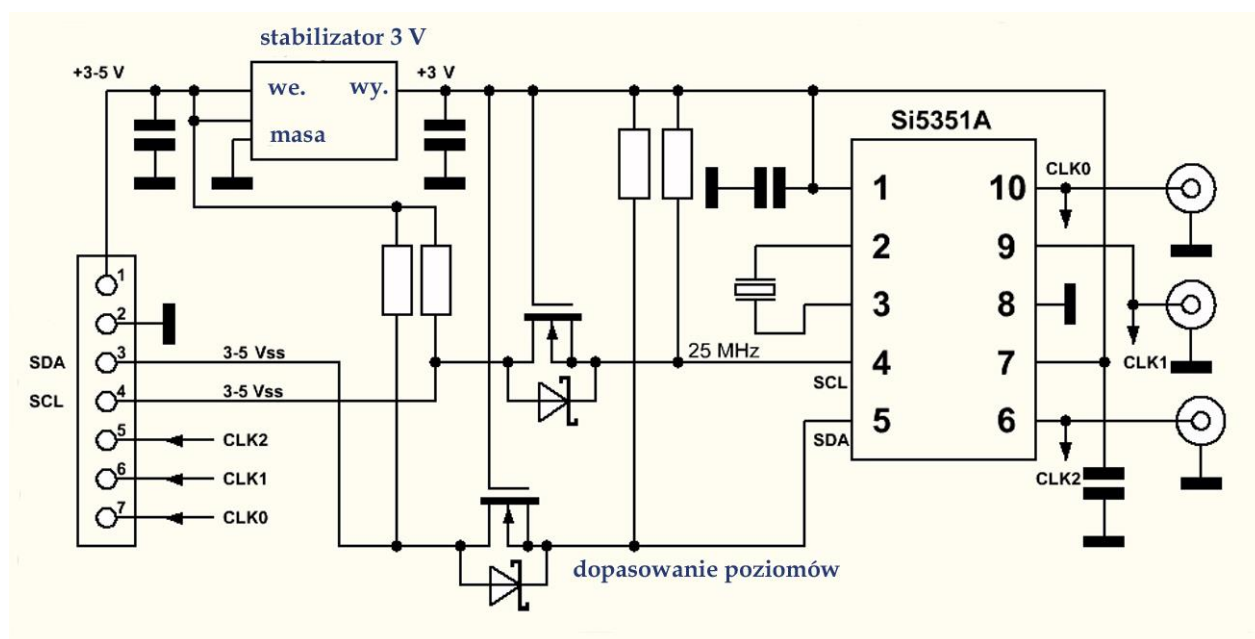 stabilizator 3 V
+3-5 V
we.
wy.
+3 V
masa
Si5351A
1
10
CLK0
2
9
3
8
1
2
SDA
3
3-5 Vss
25 MHz
4
7
CLK1
SCL
SCL
4
3-5 Vss
5
6
SDA
5
CLK2
CLK2
6
CLK1
7
CLK0
dopasowanie poziomów